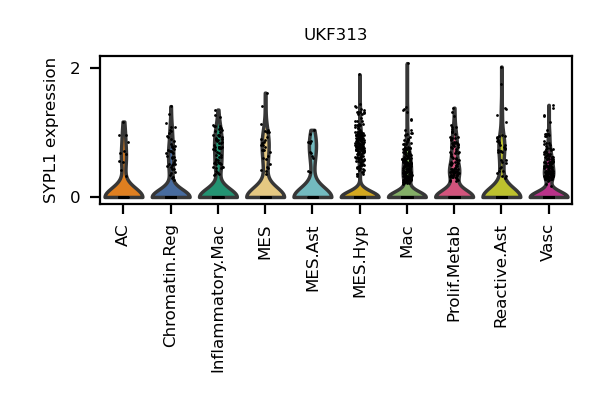 UKF313
SYPL1 expression
2
0
AC
Chromatin.Reg
Inflammatory.Mac
MES
MES.Ast
MES.Hyp
Mac
Prolif.Metab
Reactive.Ast
Vasc